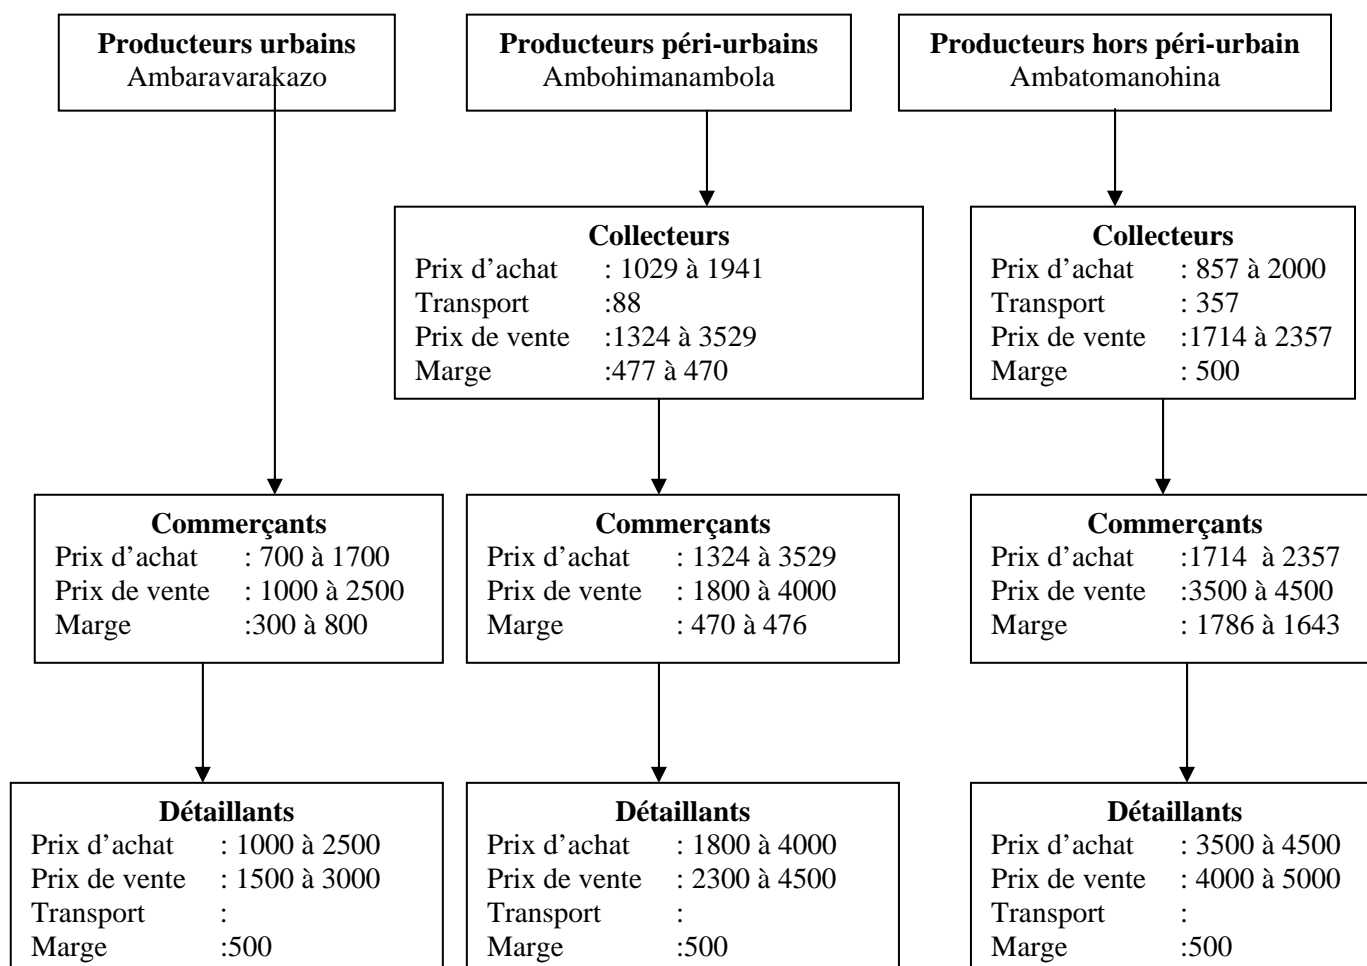 Producteurs urbains
Ambaravarakazo
Producteurs péri-urbains
Ambohimanambola
Producteurs hors péri-urbain
Ambatomanohina
Collecteurs
Prix d'achat : 1029 à 1941
Transport :88
Prix de vente :1324 à 3529
Marge :477 à 470
Collecteurs
Prix d'achat : 857 à 2000
Transport : 357
Prix de vente :1714 à 2357
Marge : 500
Commerçants
Prix d'achat : 700 à 1700
Prix de vente : 1000 à 2500
Marge :300 à 800
Commerçants
Prix d'achat : 1324 à 3529
Prix de vente : 1800 à 4000
Marge : 470 à 476
Commerçants
Prix d'achat :1714 à 2357
Prix de vente :3500 à 4500
Marge : 1786 à 1643
Détaillants
Prix d'achat : 1000 à 2500
Prix de vente : 1500 à 3000
Transport :
Marge :500
Détaillants
Prix d'achat : 1800 à 4000
Prix de vente : 2300 à 4500
Transport :
Marge :500
Détaillants
Prix d'achat : 3500 à 4500
Prix de vente : 4000 à 5000
Transport :
Marge :500